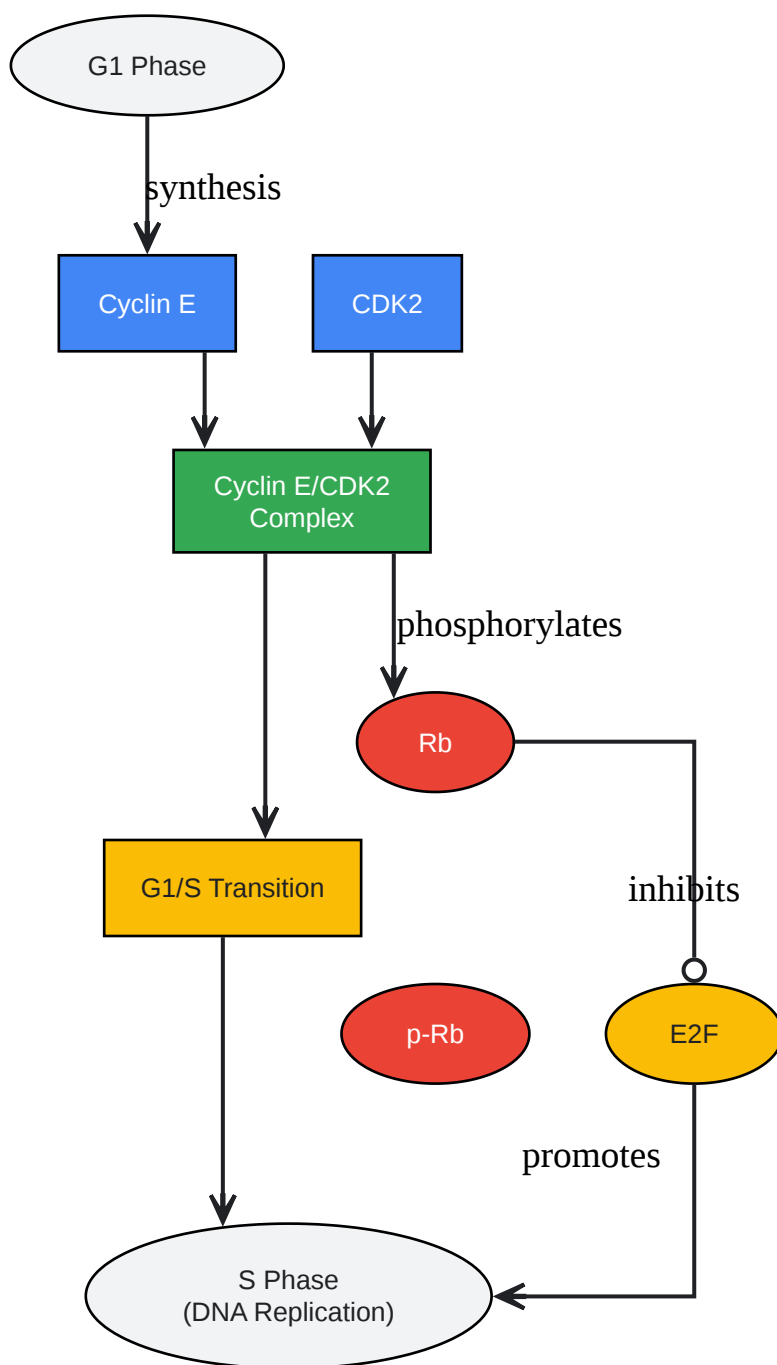 G1 Phase
synthesis
Cyclin E
CDK2
Cyclin E/CDK2
Complex
phosphorylates
Rb
G1/S Transition
inhibits
p-Rb
E2F
promotes
S Phase
(DNA Replication)